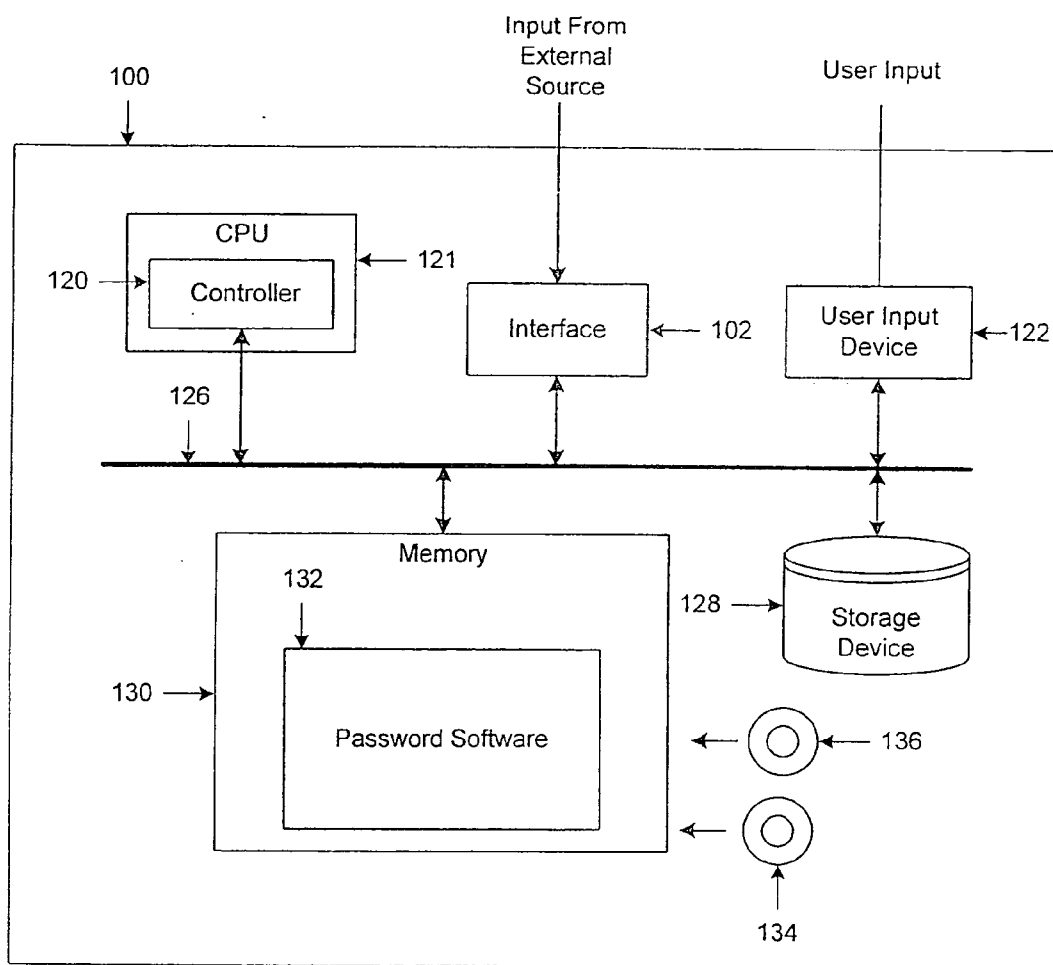 Input From
External
Source
User Input
100
CPU
120
Controller
121
Interface
102
User Input
Device
122
126
Memory
132
130
Password Software
128
Storage
Device
136
134